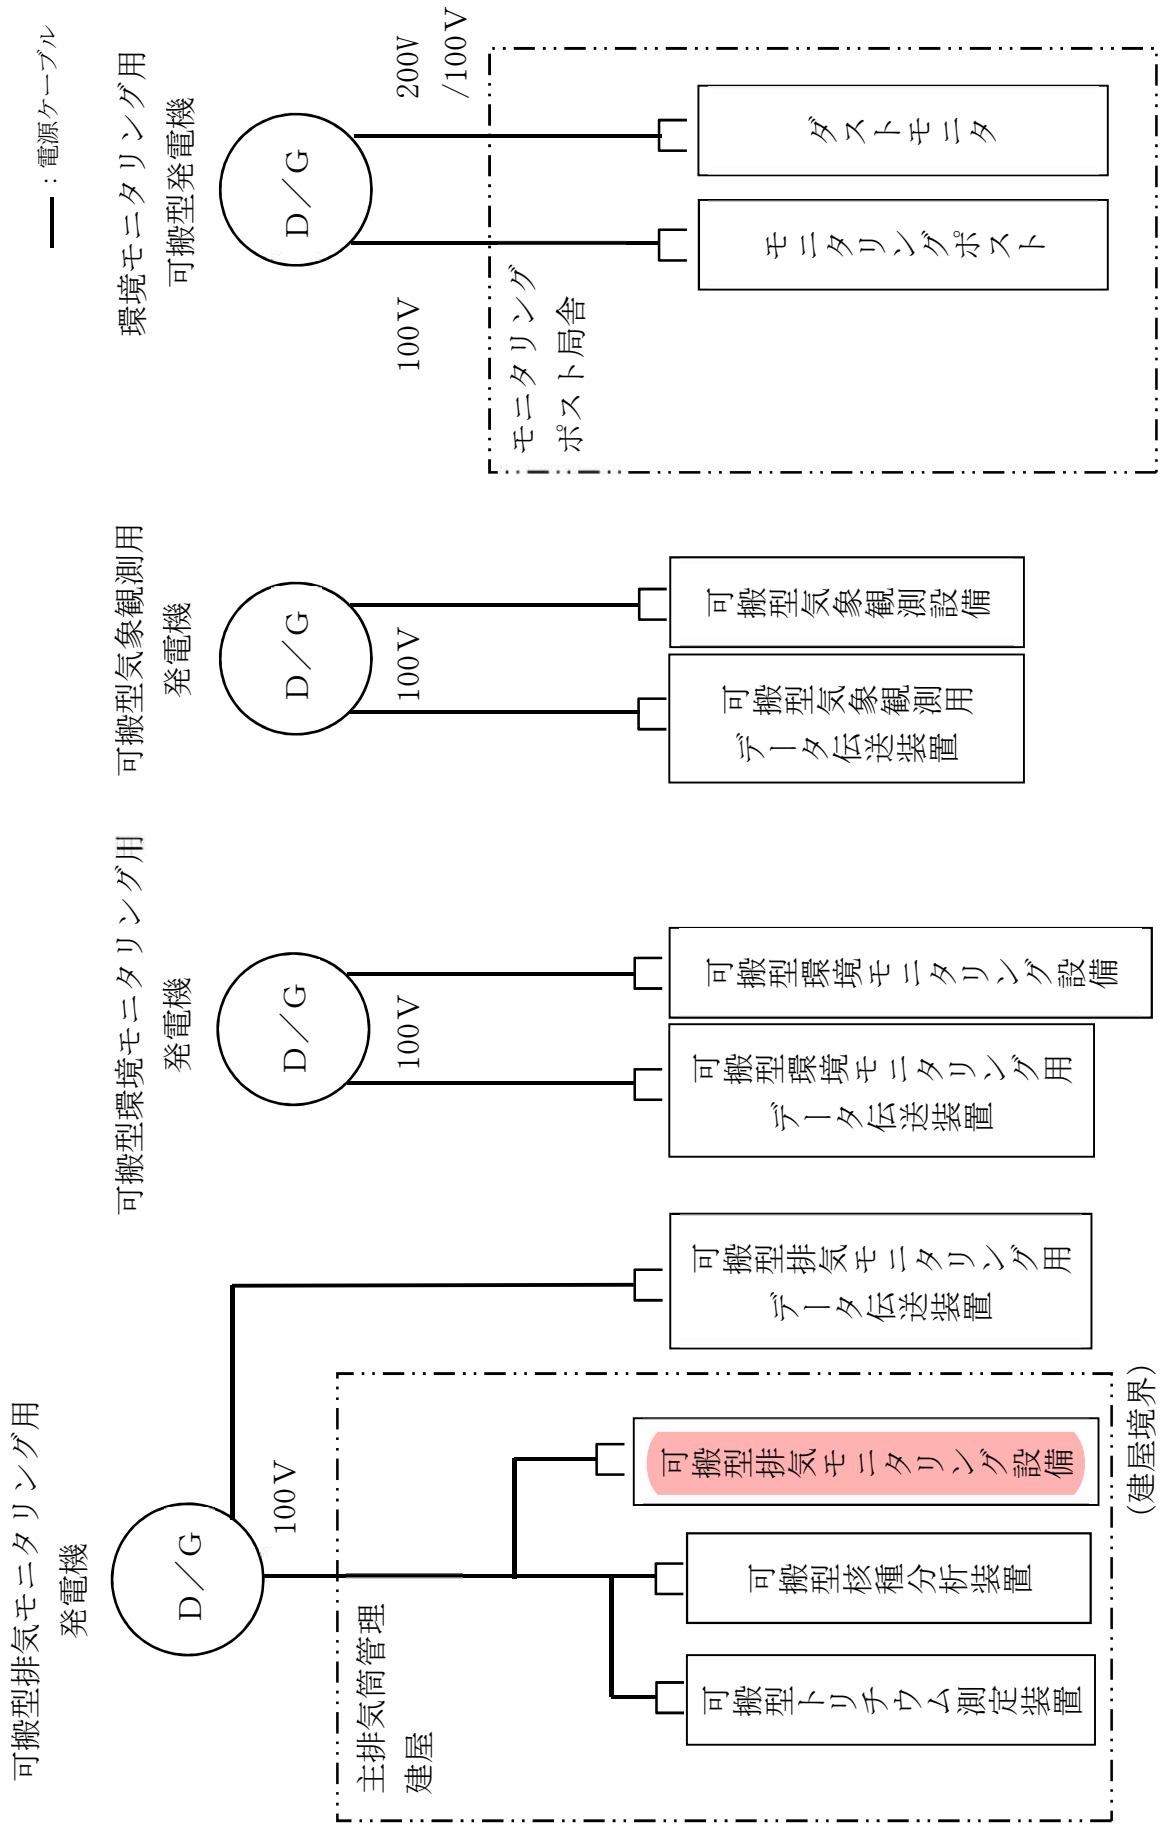 ━━ : 電源ケーブル
可搬型排気モニタリング用
発電機
D／G
100V
主排気筒管理
建屋
可搬型トリチウム測定装置
可搬型核種分析装置
可搬型排気モニタリング設備
(建屋境界)
可搬型排気モニタリング用
データ伝送装置
可搬型環境モニタリング用
発電機
D／G
100V
可搬型環境モニタリング用
データ伝送装置
可搬型環境モニタリング設備
可搬型気象観測用
発電機
D／G
100V
可搬型気象観測用
データ伝送装置
可搬型気象観測設備
環境モニタリング用
可搬型発電機
D／G
100V
200V
/100V
モニタリング
ポスト局舎
モニタリングポスト
ダストモニタ